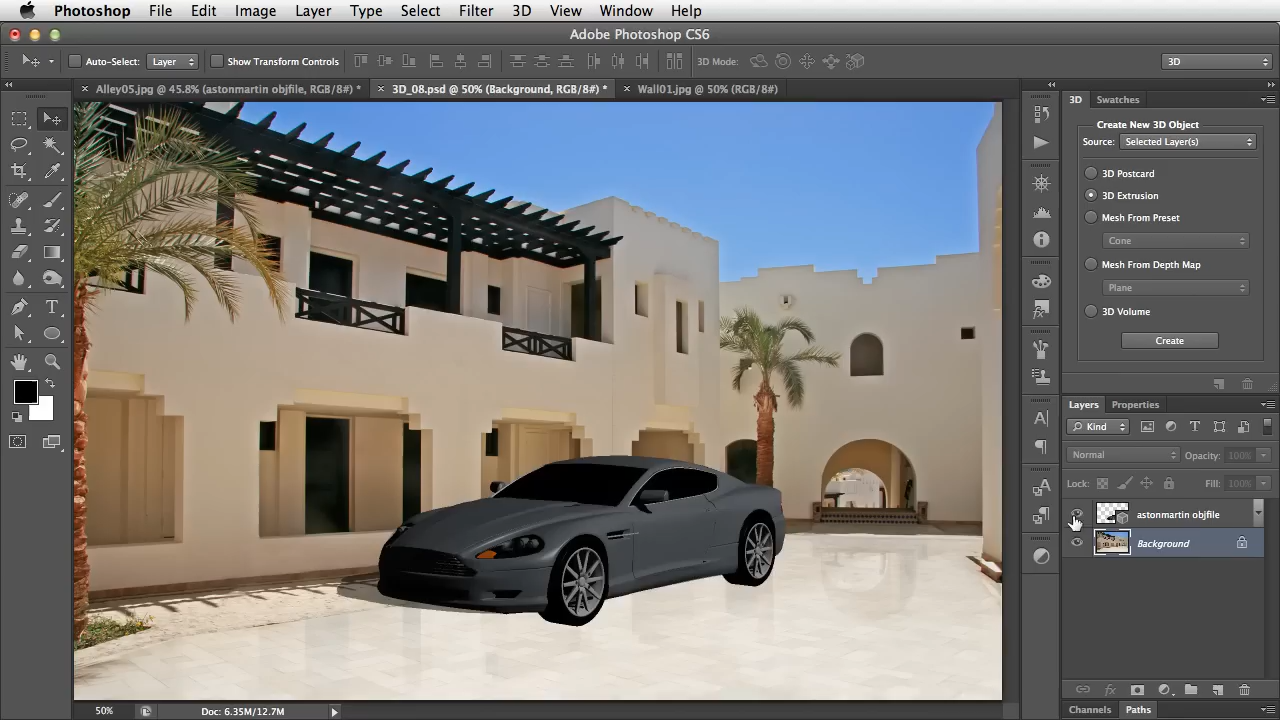 Photoshop File Edit Image Layer Type Select Filter 3D View Window Help
Adobe Photoshop CS6
Auto-Select: Layer Show Transform Controls 3D Mode: 3D
Alley05.jpg @ 45.8% (astonmartin objfile, RGB/8#) * 3D_08.psd @ 50% (Background, RGB/8#) * Wall01.jpg @ 50% (RGB/8#)
3D Swatches
Create New 3D Object
Source: Selected Layer(s)
3D Postcard
3D Extrusion
Mesh From Preset
Cone
Mesh From Depth Map
Plane
3D Volume
Create
Layers Properties
Kind
Normal Opacity: 100%
Lock: Fill: 100%
astonmartin objfile
Background
50% Doc: 6.35M/12.7M
Channels Paths